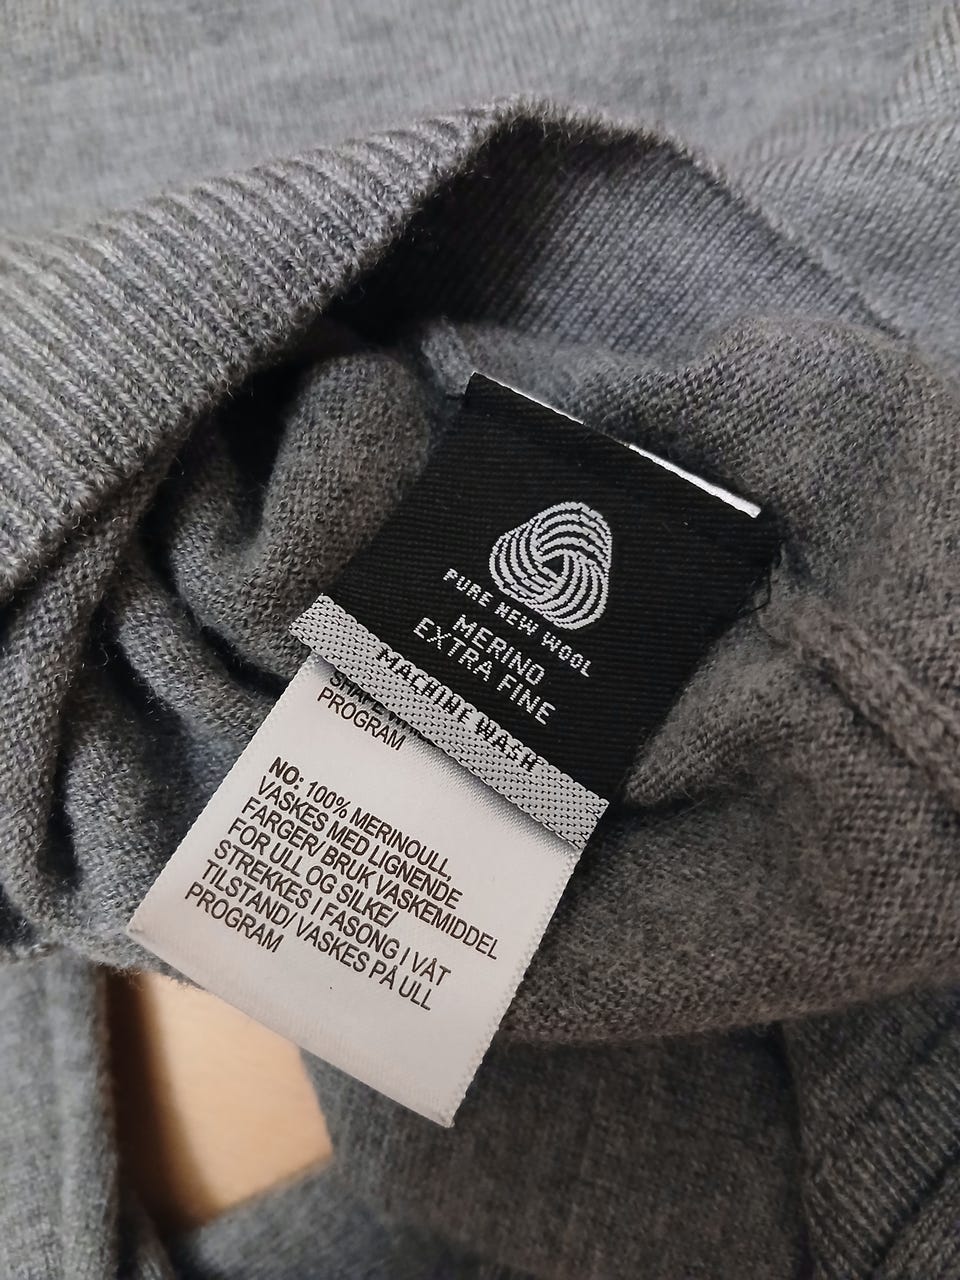 PURE NEW WOOL
MERINO
EXTRA FINE
MACHINE WASH
PROGRAM
NO: 100% MERINOULL,
VASKES MED LIGNENDE
FARGER/ BRUK VASKEMIDDEL
FOR ULL OG SILKE/
STREKKES I FASONG I VÅT
TILSTAND/ VASKES PÅ ULL
PROGRAM